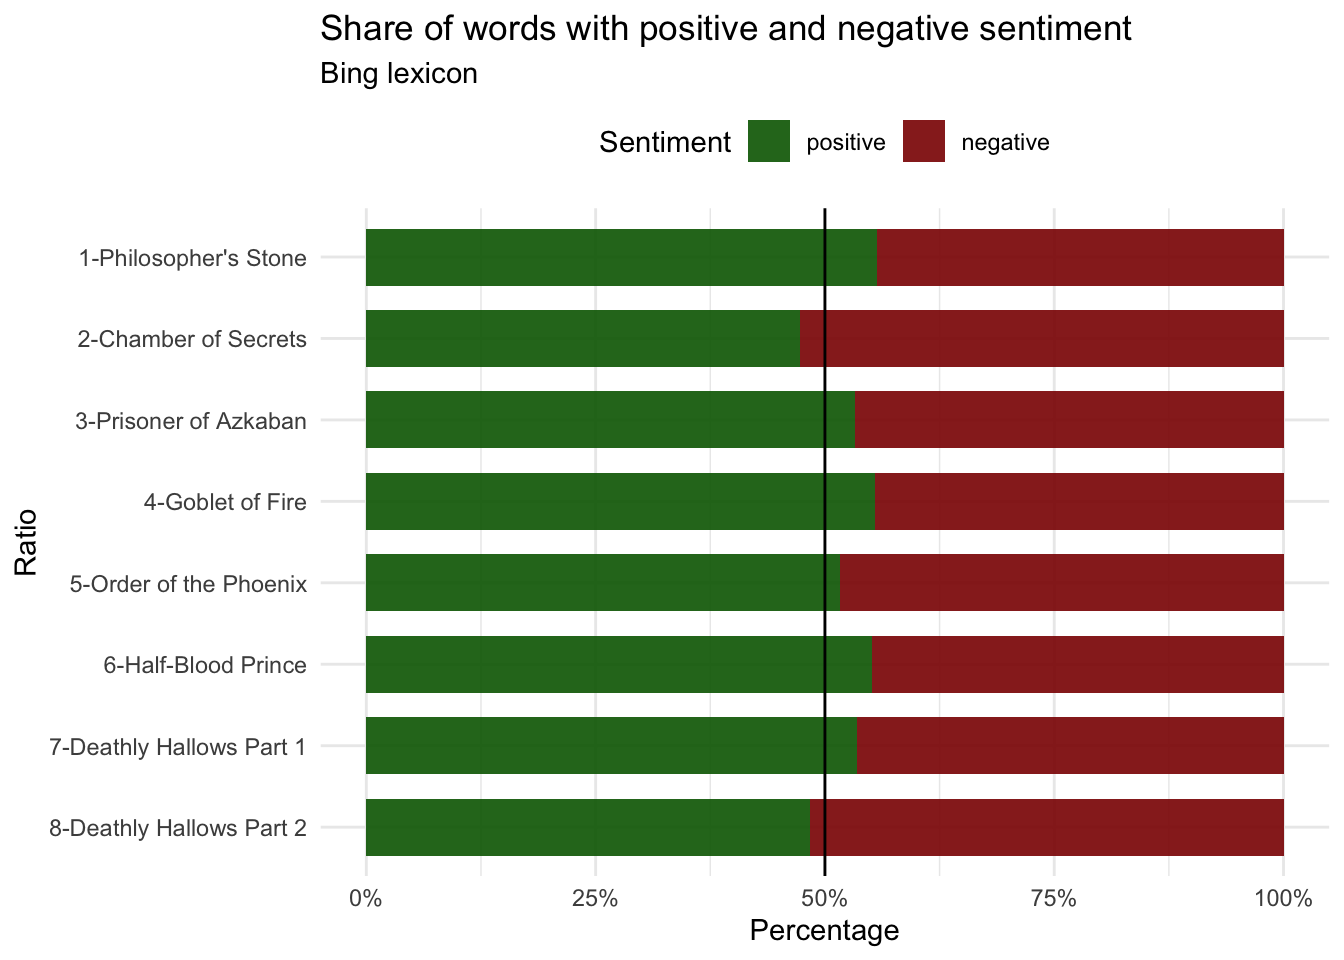 Share of words with positive and negative sentiment
Bing lexicon
Sentiment positive negative
1-Philosopher's Stone
2-Chamber of Secrets
3-Prisoner of Azkaban
4-Goblet of Fire
5-Order of the Phoenix
6-Half-Blood Prince
7-Deathly Hallows Part 1
8-Deathly Hallows Part 2
Ratio
0% 25% 50% 75% 100%
Percentage